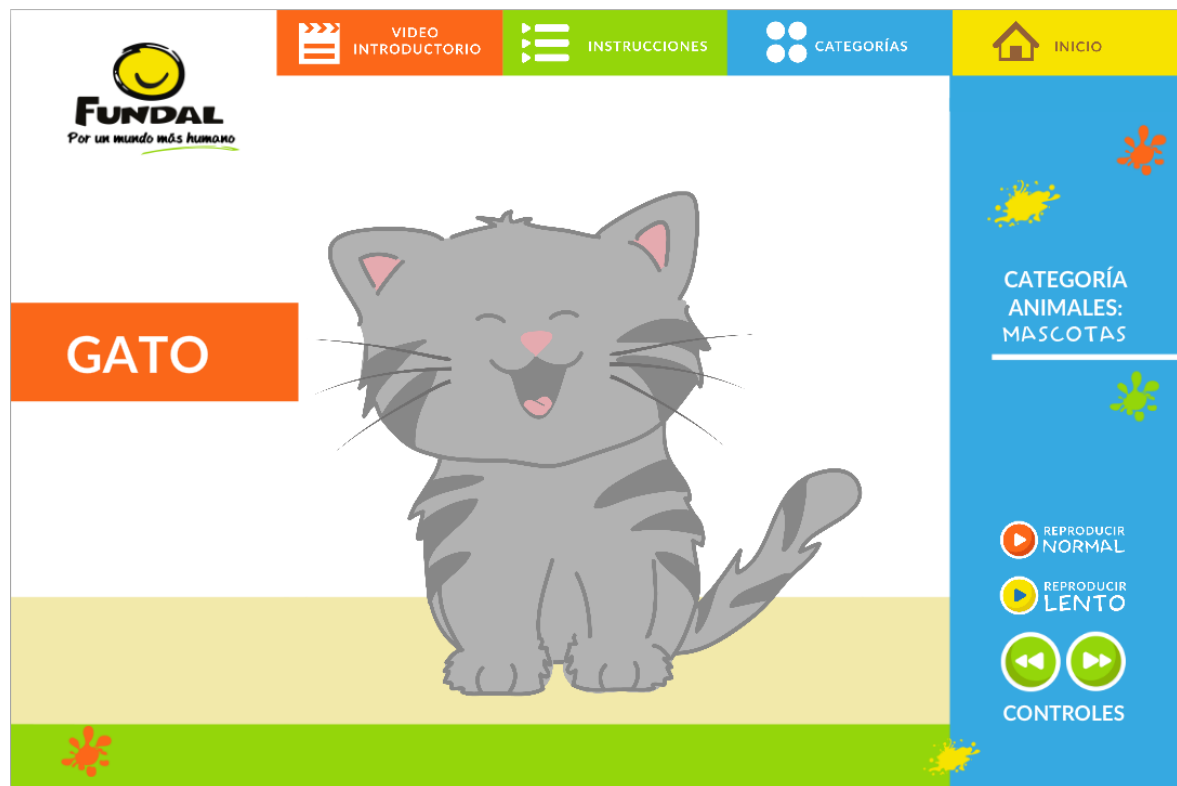 FUNDAL
Por un mundo más humano
VIDEO
INTRODUCTORIO
INSTRUCCIONES
CATEGORÍAS
INICIO
GATO
CATEGORÍA
ANIMALES:
MASCOTAS
REPRODUCIR
NORMAL
REPRODUCIR
LENTO
CONTROLES